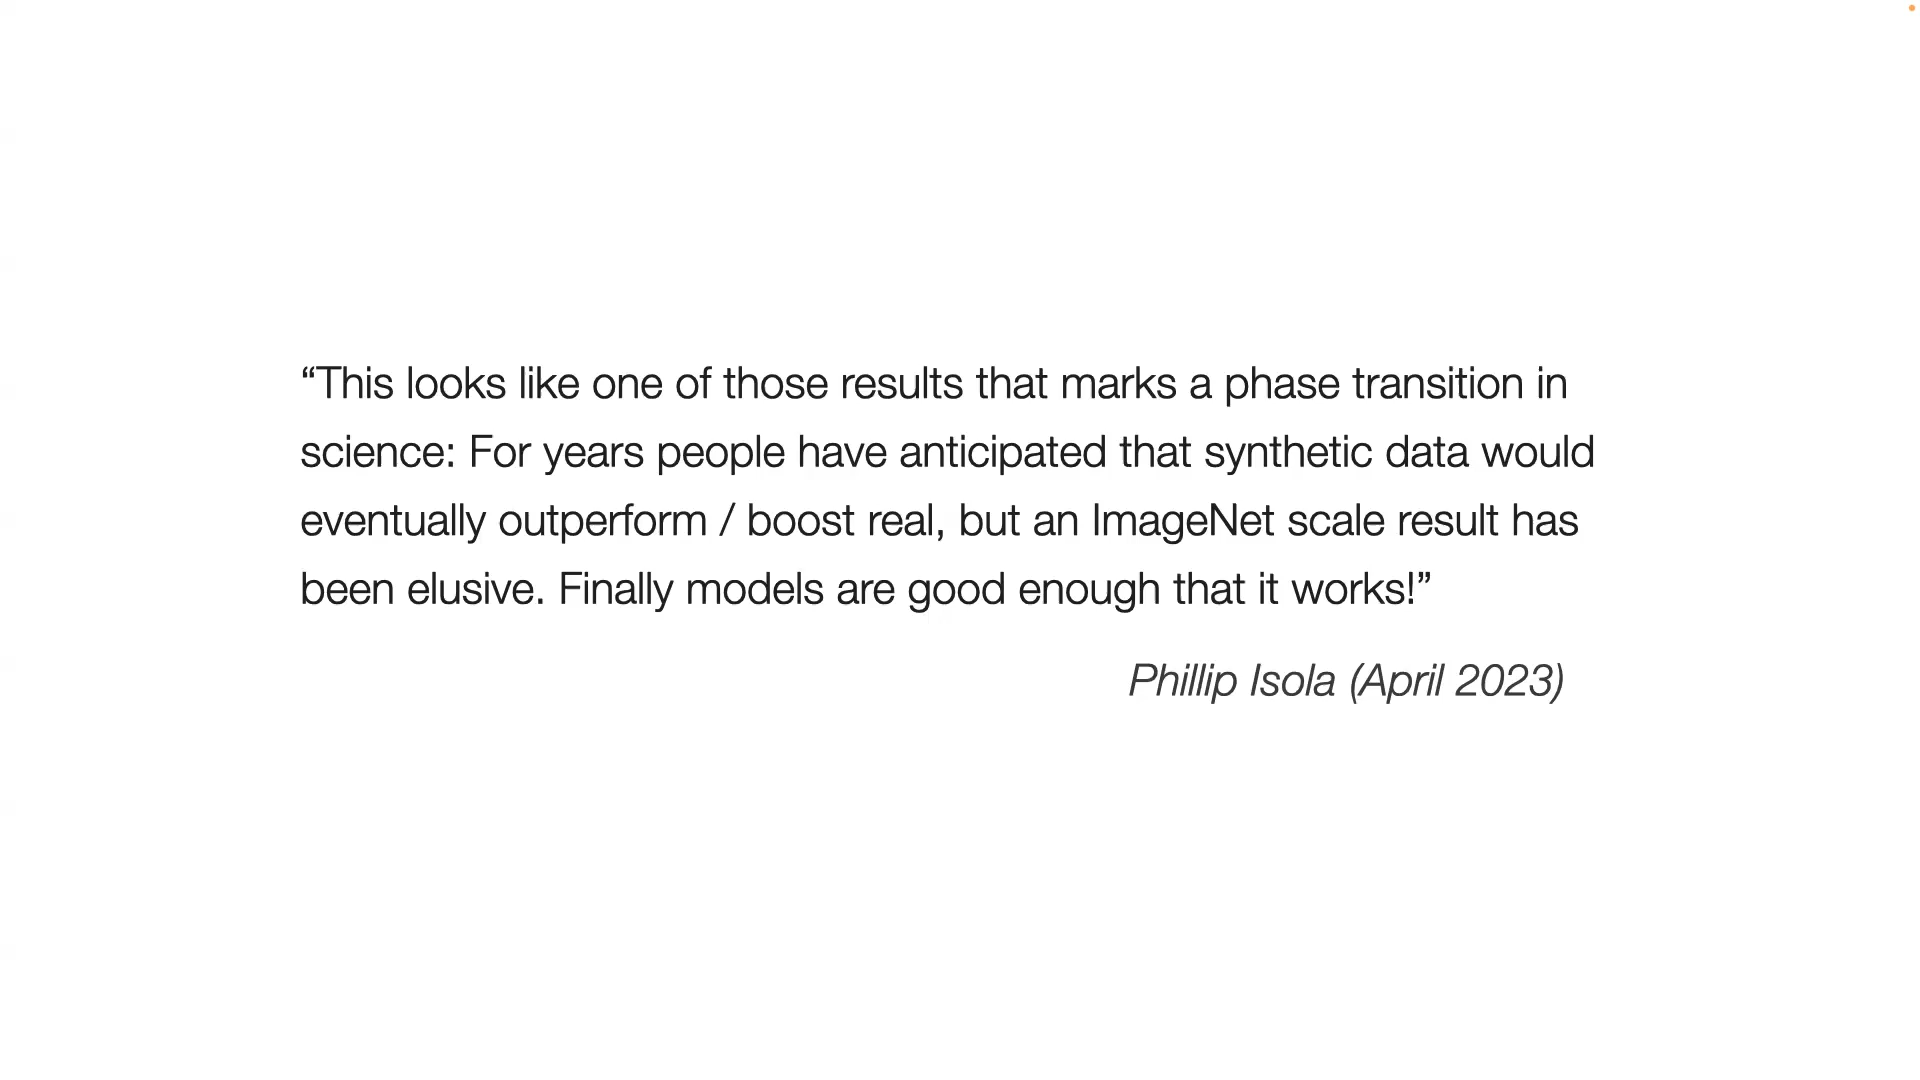 “This looks like one of those results that marks a phase transition in
science: For years people have anticipated that synthetic data would
eventually outperform / boost real, but an ImageNet scale result has
been elusive. Finally models are good enough that it works!”
Phillip Isola (April 2023)